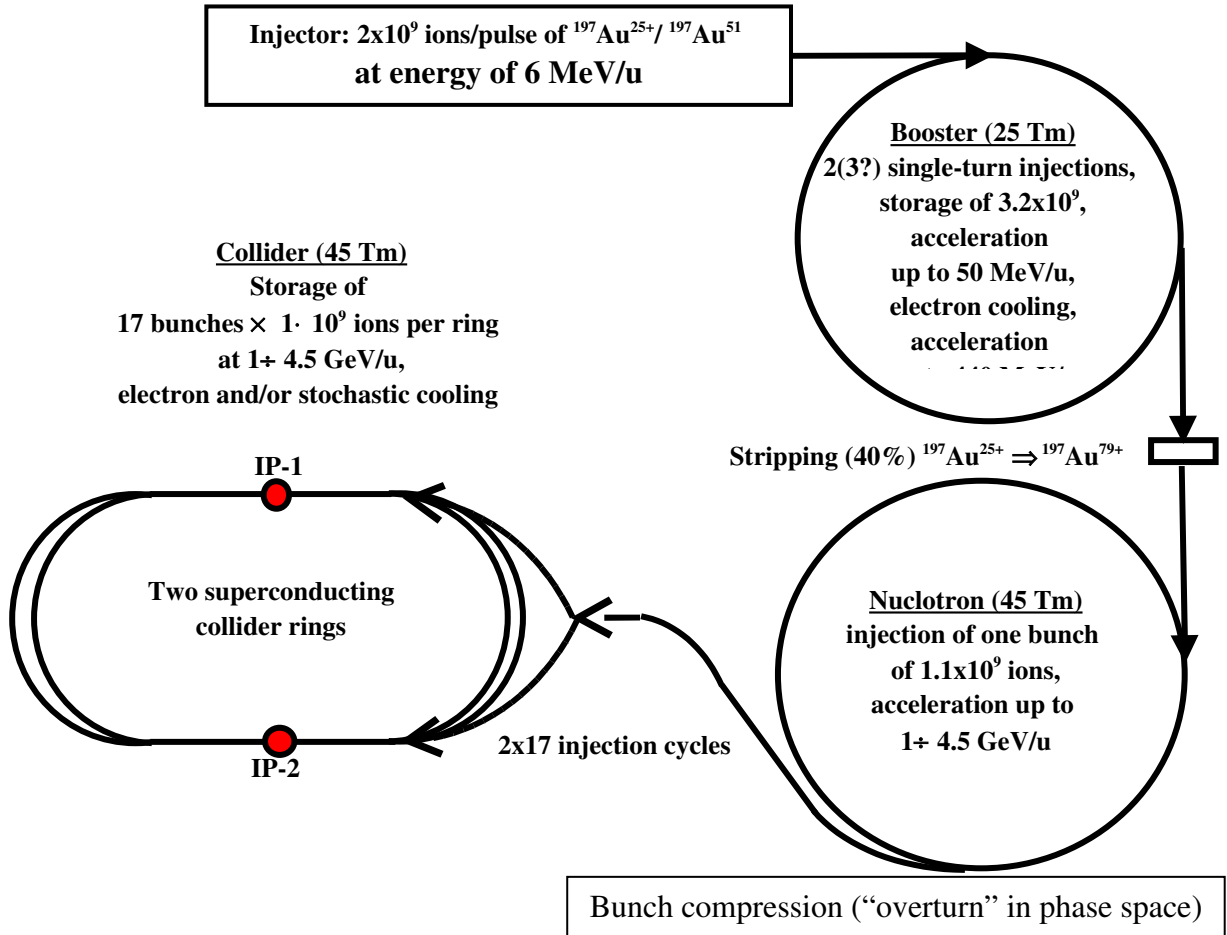 Injector: 2x10⁹ ions/pulse of ¹⁹⁷Au²⁵⁺/ ¹⁹⁷Au⁵¹
at energy of 6 MeV/u
Booster (25 Tm)
2(3?) single-turn injections,
storage of 3.2x10⁹,
acceleration
up to 50 MeV/u,
electron cooling,
acceleration
Collider (45 Tm)
Storage of
17 bunches × 1· 10⁹ ions per ring
at 1÷ 4.5 GeV/u,
electron and/or stochastic cooling
Stripping (40%) ¹⁹⁷Au²⁵⁺ ⇒ ¹⁹⁷Au⁷⁹⁺
IP-1
Two superconducting
collider rings
IP-2
Nuclotron (45 Tm)
injection of one bunch
of 1.1x10⁹ ions,
acceleration up to
1÷ 4.5 GeV/u
2x17 injection cycles
Bunch compression (“overturn” in phase space)